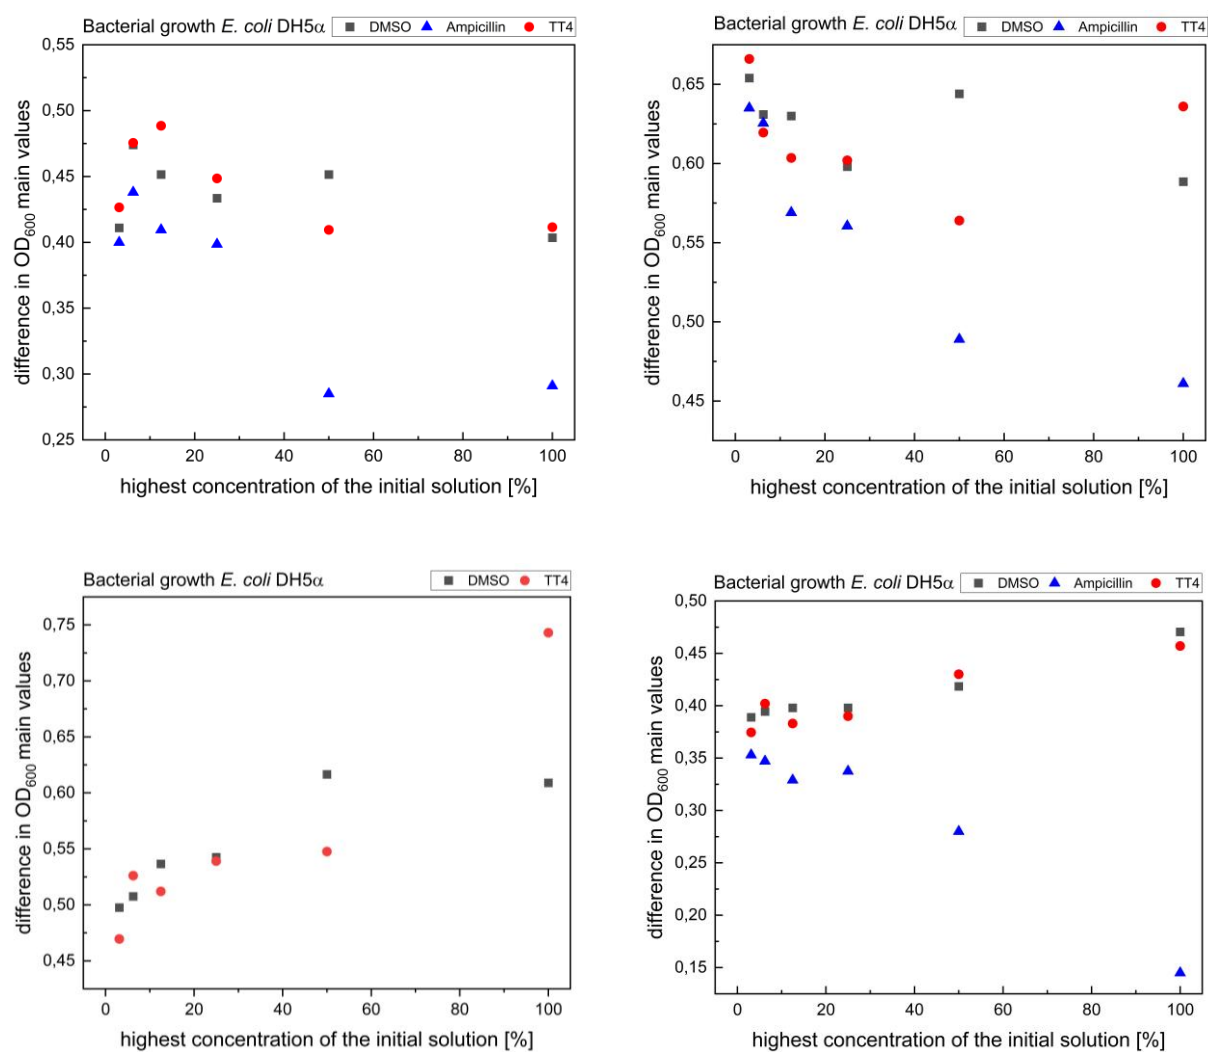 Bacterial growth E. coli DH5α
DMSO Ampicillin TT4
0,55
0,50
0,45
0,40
0,35
0,30
0,25
difference in OD600 main values
0 20 40 60 80 100
highest concentration of the initial solution [%]
Bacterial growth E. coli DH5α
DMSO Ampicillin TT4
0,65
0,60
0,55
0,50
0,45
difference in OD600 main values
0 20 40 60 80 100
highest concentration of the initial solution [%]
Bacterial growth E. coli DH5α
DMSO TT4
0,75
0,70
0,65
0,60
0,55
0,50
0,45
difference in OD600 main values
0 20 40 60 80 100
highest concentration of the initial solution [%]
Bacterial growth E. coli DH5α
DMSO Ampicillin TT4
0,50
0,45
0,40
0,35
0,30
0,25
0,20
0,15
difference in OD600 main values
0 20 40 60 80 100
highest concentration of the initial solution [%]